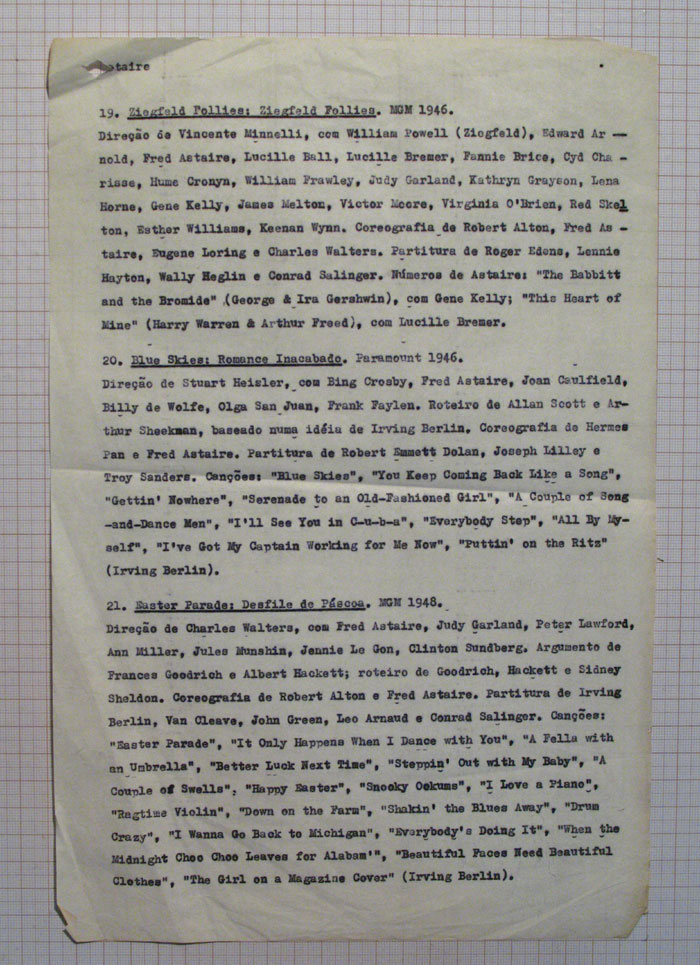 Astaire
19. Ziegfeld Follies: Ziegfeld Follies. MGM 1946.
Direção de Vincente Minnelli, com William Powell (Ziegfeld), Edward Ar —
nold, Fred Astaire, Lucille Ball, Lucille Bremer, Fannie Brice, Cyd Cha -
risse, Hume Cronyn, William Frawley, Judy Garland, Kathryn Grayson, Lena
Horne, Gene Kelly, James Melton, Victor Moore, Virginia O'Brien, Red Skel
ton, Esther Williams, Keenan Wynn. Coreografia de Robert Alton, Fred As -
taire, Eugene Loring e Charles Walters. Partitura de Roger Edens, Lennie
Hayton, Wally Heglin e Conrad Salinger. Números de Astaire: "The Babbitt
and the Bromide" (George & Ira Gershwin), com Gene Kelly; "This Heart of
Mine" (Harry Warren & Arthur Freed), com Lucille Bremer.
20. Blue Skies: Romance Inacabado. Paramount 1946.
Direção de Stuart Heisler, com Bing Crosby, Fred Astaire, Joan Caulfield,
Billy de Wolfe, Olga San Juan, Frank Faylen. Roteiro de Allan Scott e Ar-
thur Sheekman, baseado numa idéia de Irving Berlin. Coreografia de Hermes
Pan e Fred Astaire. Partitura de Robert Emmett Dolan, Joseph Lilley e
Troy Sanders. Canções: "Blue Skies", "You Keep Coming Back Like a Song",
"Gettin' Nowhere", "Serenade to an Old-Fashioned Girl", "A Couple of Song
-and-Dance Men", "I'll See You in C-u-b-a", "Everybody Step", "All By My-
self", "I've Got My Captain Working for Me Now", "Puttin' on the Ritz"
(Irving Berlin).
21. Easter Parade: Desfile de Páscoa. MGM 1948.
Direção de Charles Walters, com Fred Astaire, Judy Garland, Peter Lawford,
Ann Miller, Jules Munshin, Jennie Le Gon, Clinton Sundberg. Argumento de
Frances Goodrich e Albert Hackett; roteiro de Goodrich, Hackett e Sidney
Sheldon. Coreografia de Robert Alton e Fred Astaire. Partitura de Irving
Berlin, Van Cleave, John Green, Leo Arnaud e Conrad Salinger. Canções:
"Easter Parade", "It Only Happens When I Dance with You", "A Fella with
an Umbrella", "Better Luck Next Time", "Steppin' Out with My Baby", "A
Couple of Swells", "Happy Easter", "Snooky Ookums", "I Love a Piano",
"Ragtime Violin", "Down on the Farm", "Shakin' the Blues Away", "Drum
Crazy", "I Wanna Go Back to Michigan", "Everybody's Doing It", "When the
Midnight Choo Choo Leaves for Alabam'", "Beautiful Faces Need Beautiful
Clothes", "The Girl on a Magazine Cover" (Irving Berlin).